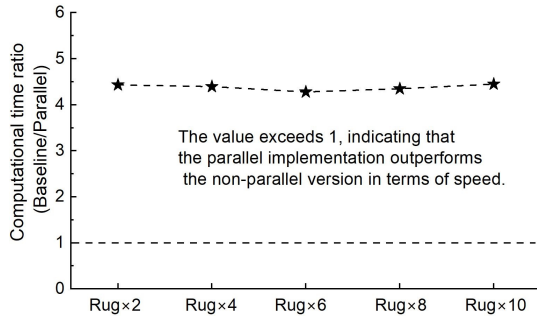 Computational time ratio
(Baseline/Parallel)
6
5
4
3
2
1
0
The value exceeds 1, indicating that
the parallel implementation outperforms
the non-parallel version in terms of speed.
Rug×2 Rug×4 Rug×6 Rug×8 Rug×10